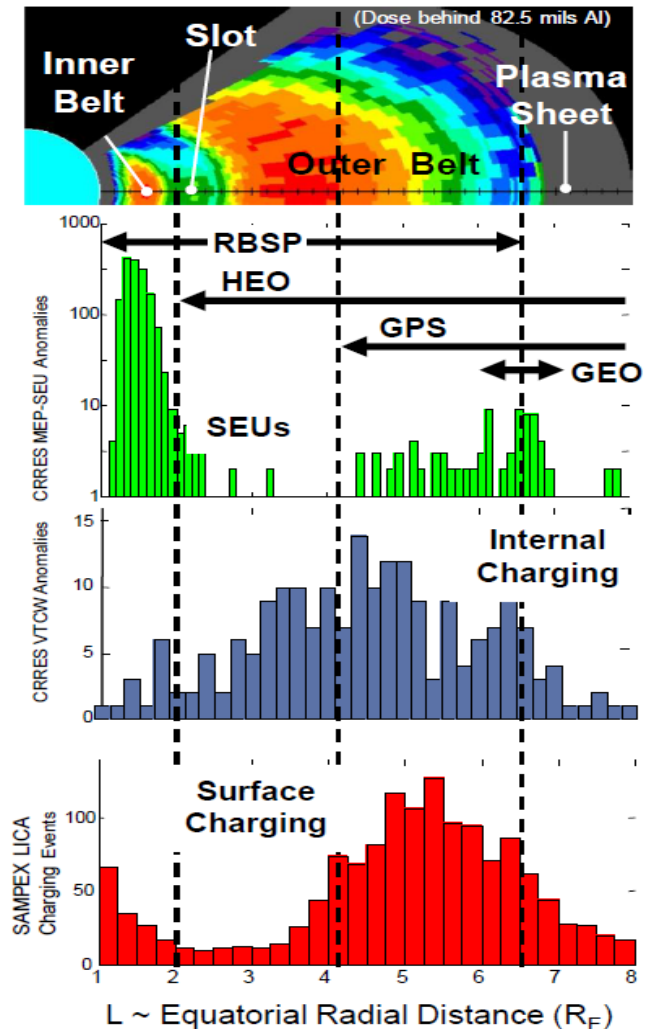 (Dose behind 82.5 mils Al)
Slot
Inner
Belt
Plasma
Sheet
Outer Belt
1000
100
10
1
CRRES MEP-SEU Anomalies
RBSP
HEO
GPS
GEO
SEUs
15
10
5
0
CRRES VTCW Anomalies
Internal
Charging
100
50
0
SAMPEX LICA
Charging Events
Surface
Charging
1 2 3 4 5 6 7 8
L ~ Equatorial Radial Distance (R_E)